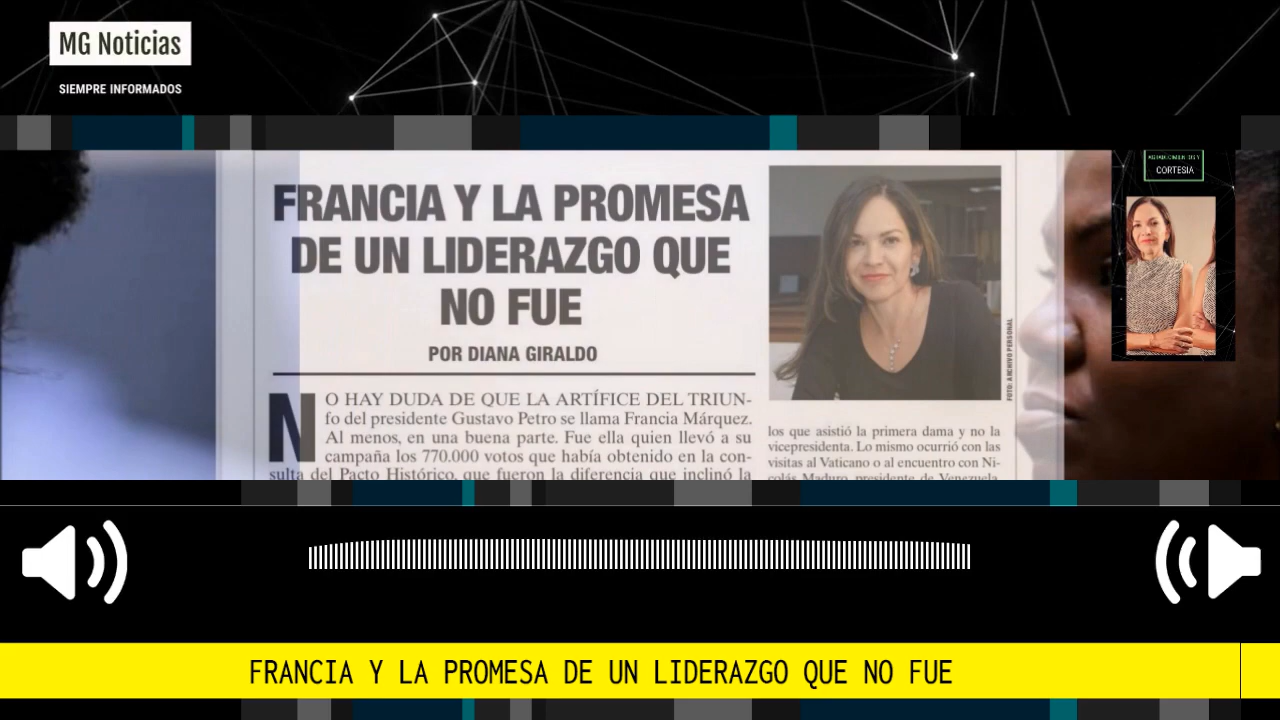 MG Noticias
SIEMPRE INFORMADOS
FRANCIA Y LA PROMESA
DE UN LIDERAZGO QUE
NO FUE
POR DIANA GIRALDO
NO HAY DUDA DE QUE LA ARTÍFICE DEL TRIUN-
fo del presidente Gustavo Petro se llama Francia Márquez.
Al menos, en una buena parte. Fue ella quien llevó a su
campaña los 770.000 votos que había obtenido en la con-
sulta del Pacto Histórico, que fueron la diferencia que inclinó la
FOTO: ARCHIVO PERSONAL
los que asistió la primera dama y no la
vicepresidenta. Lo mismo ocurrió con las
visitas al Vaticano o al encuentro con Ni-
colás Maduro, presidente de Venezuela,
AGRADECIMIENTOS Y
CORTESIA
FRANCIA Y LA PROMESA DE UN LIDERAZGO QUE NO FUE